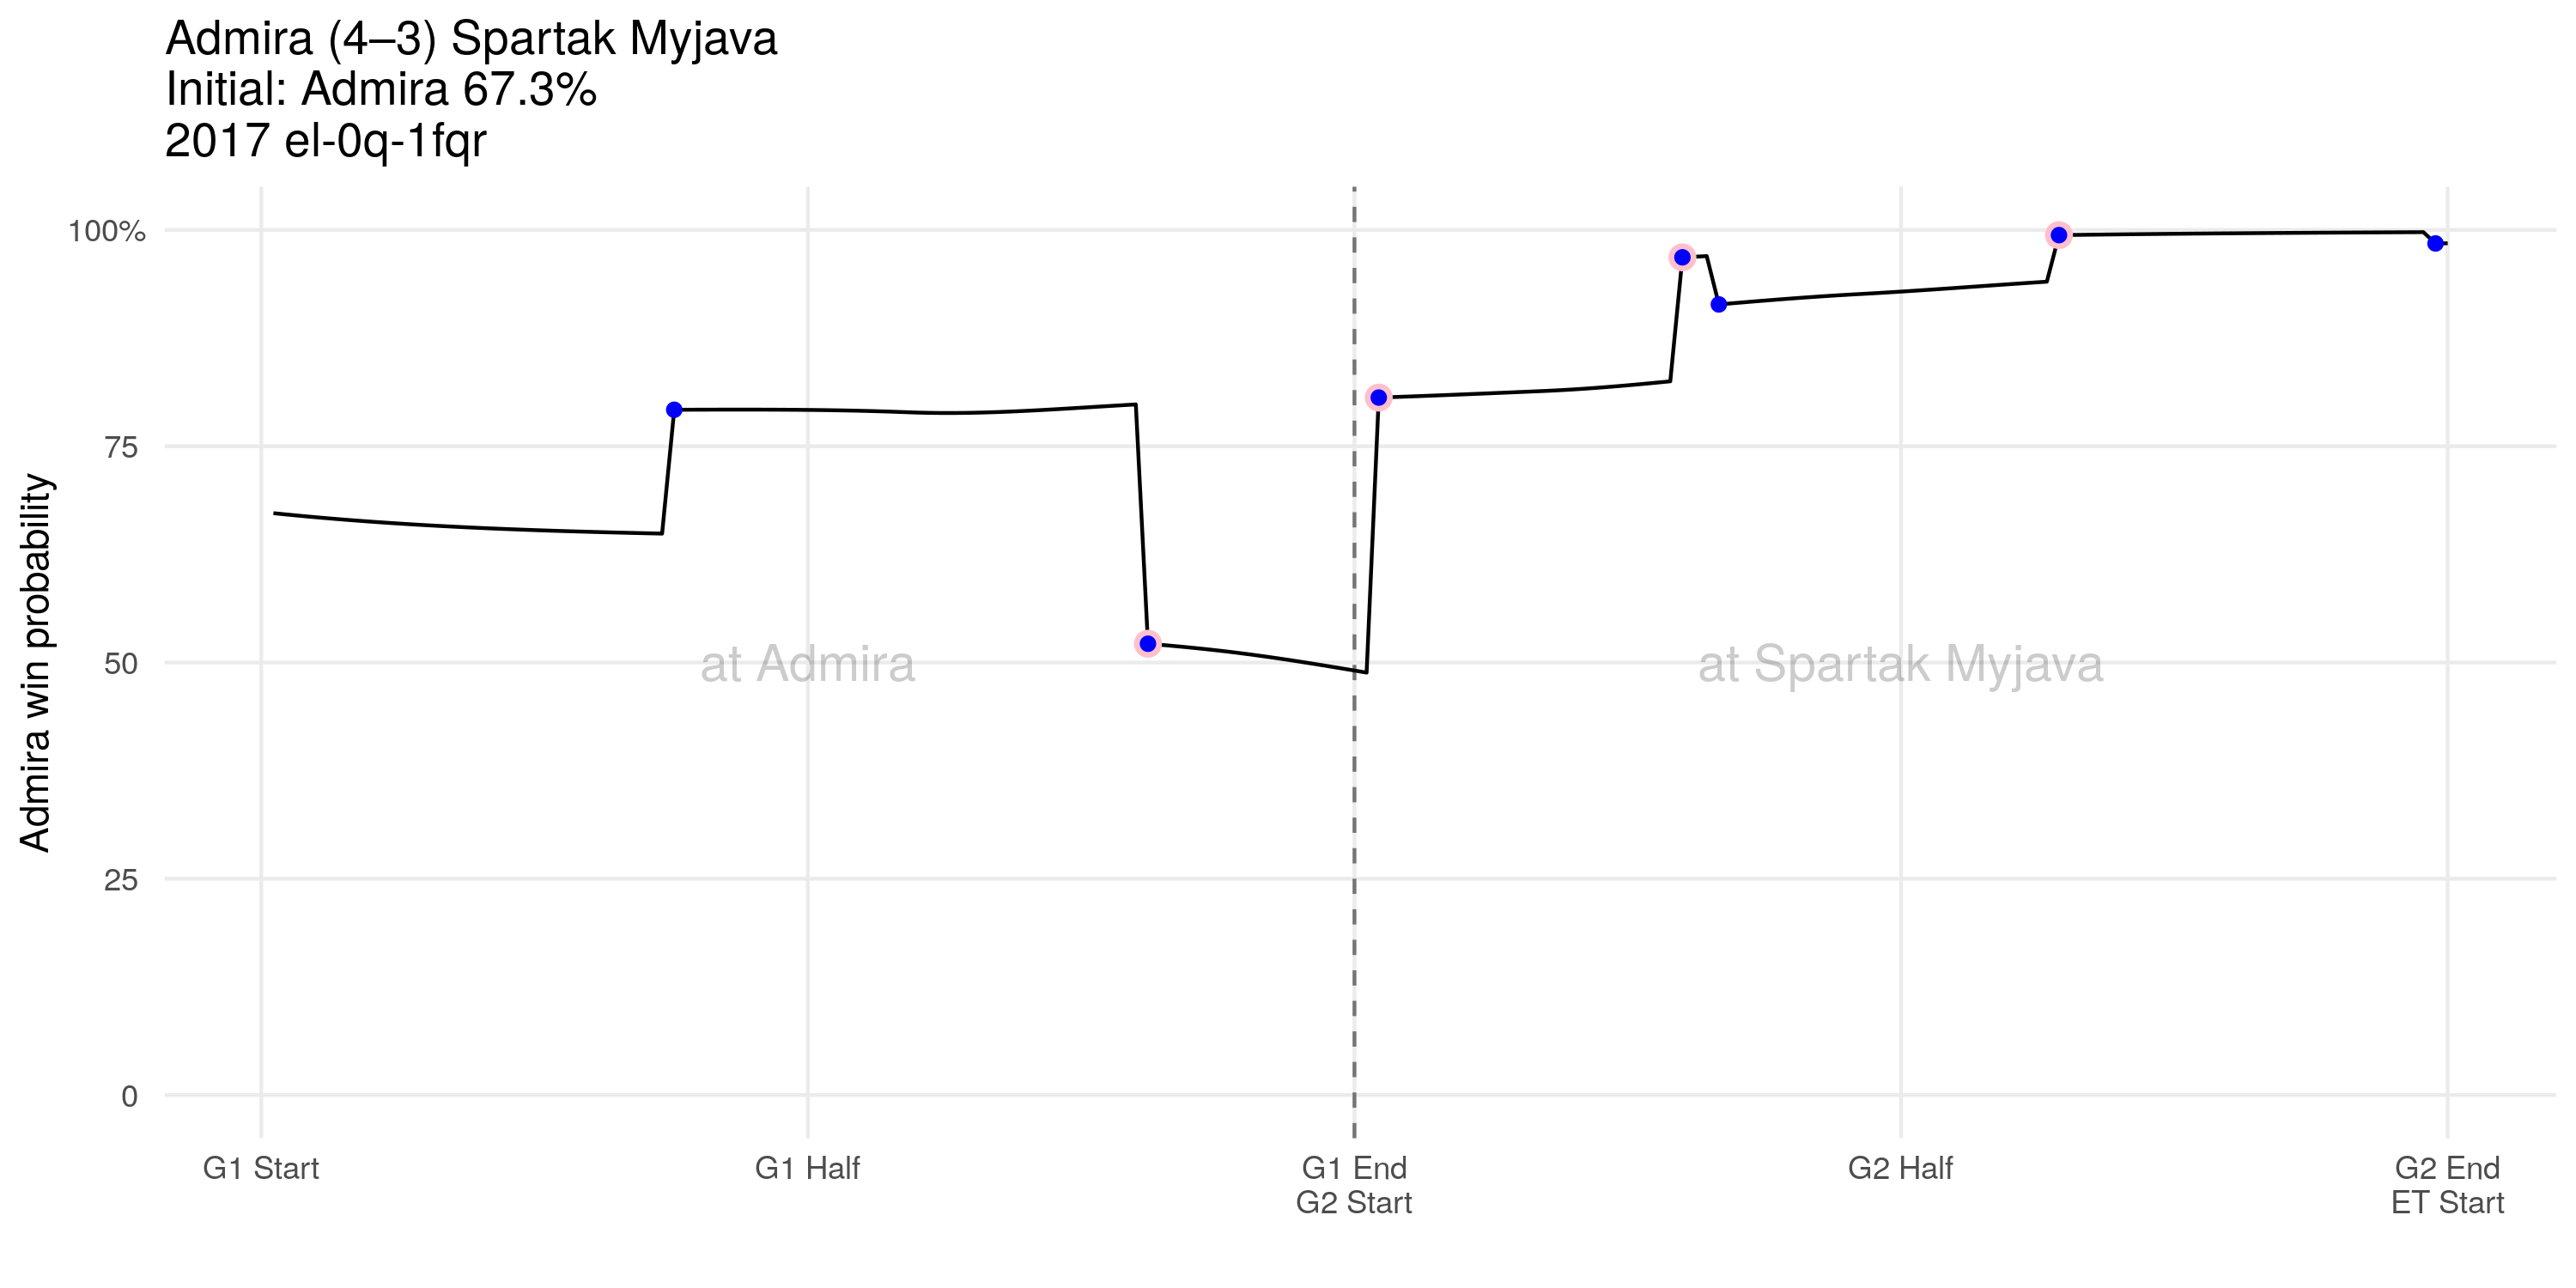 Admira (4–3) Spartak Myjava
Initial: Admira 67.3%
2017 el-0q-1fqr
Admira win probability
100%
75
50
25
0
at Admira
at Spartak Myjava
G1 Start
G1 Half
G1 End
G2 Start
G2 Half
G2 End
ET Start